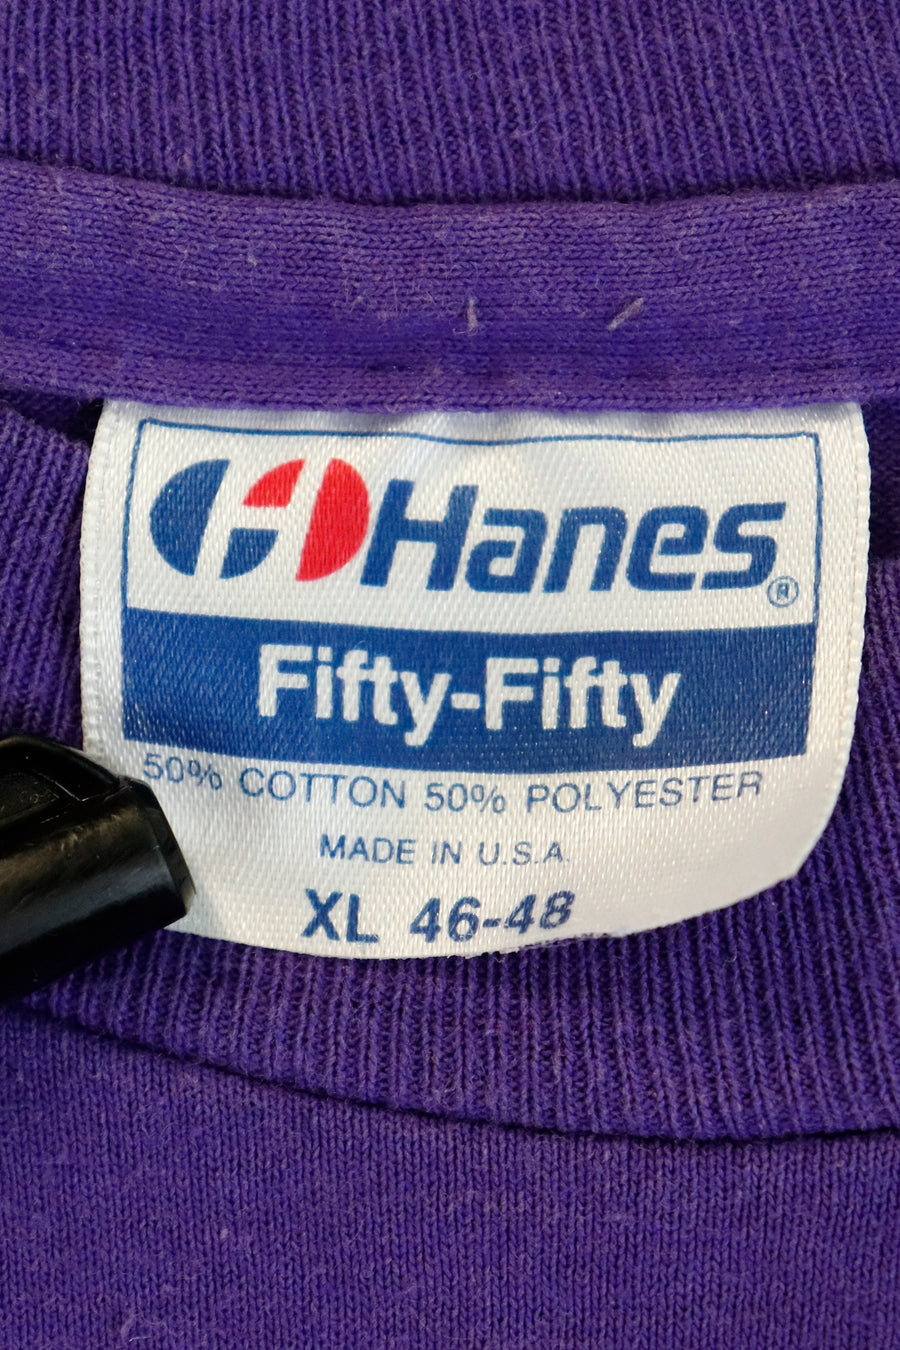 Hanes®
Fifty-Fifty
50% COTTON 50% POLYESTER
MADE IN U.S.A.
XL 46-48